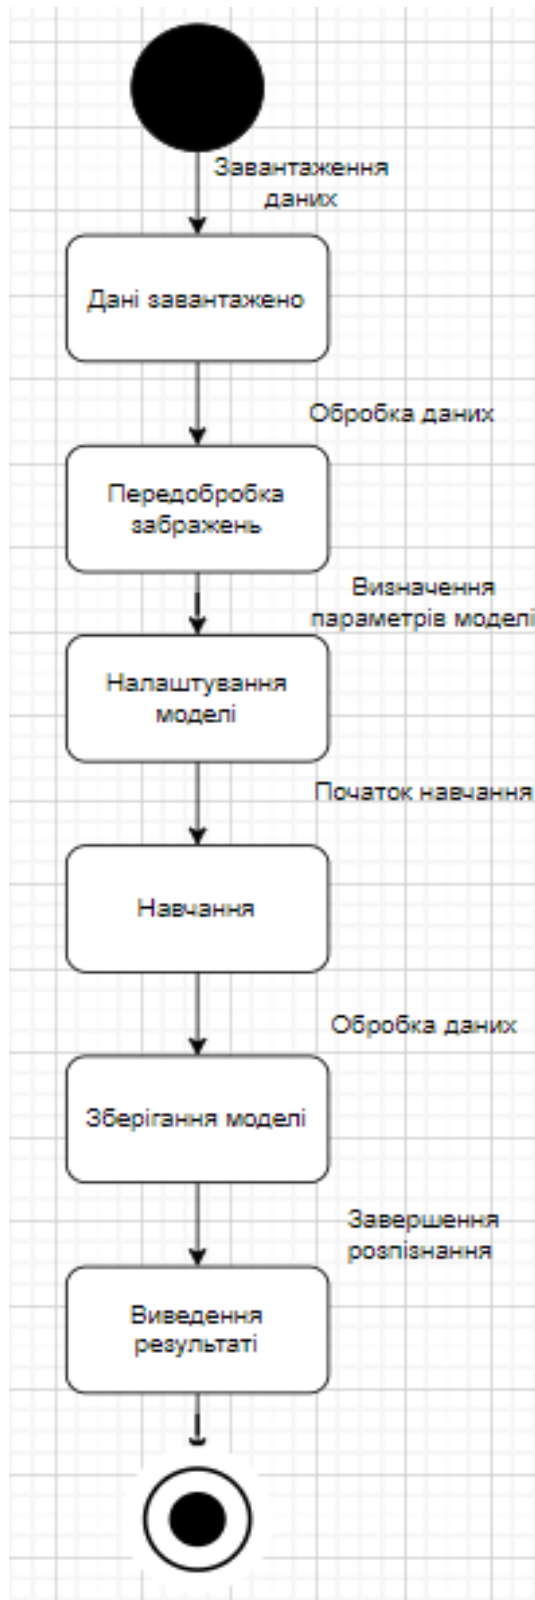 Завантаження
даних
Дані завантажено
Обробка даних
Передобробка
забражень
Визначення
параметрів моделі
Налаштування
моделі
Початок навчання
Навчання
Обробка даних
Зберігання моделі
Завершення
розпізнання
Виведення
результаті